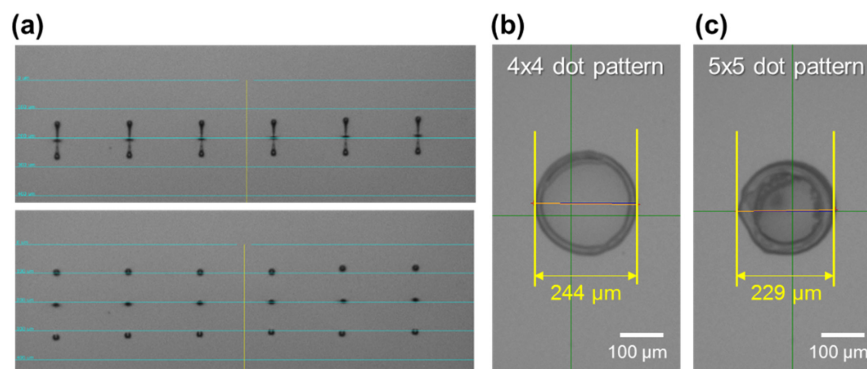 (a)
(b)
(c)
4x4 dot pattern
5x5 dot pattern
244 μm
229 μm
100 μm
100 μm